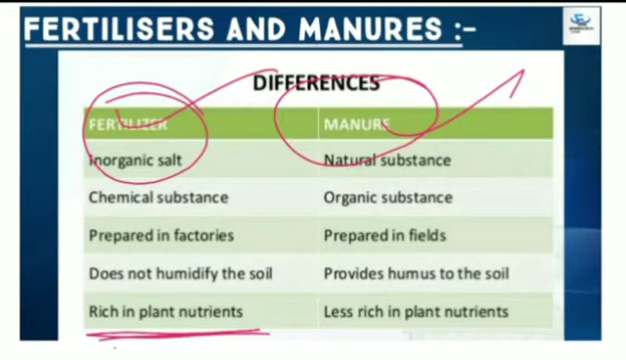 FERTILISERS AND MANURES :-
DIFFERENCES
FERTILIZER MANURE
Inorganic salt Natural substance
Chemical substance Organic substance
Prepared in factories Prepared in fields
Does not humidify the soil Provides humus to the soil
Rich in plant nutrients Less rich in plant nutrients